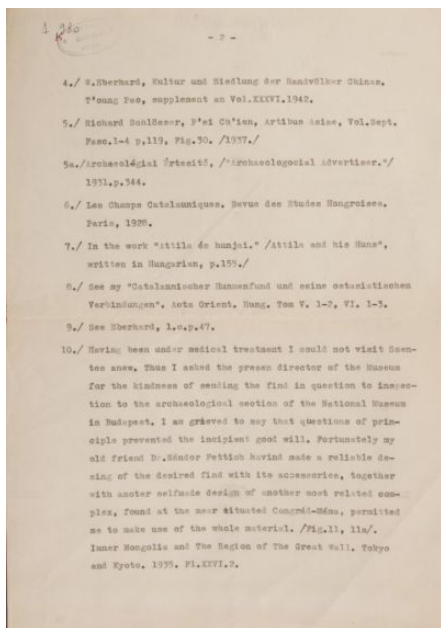 A 980
- 2 -
4./ W.Eberhard, Kultur und Siedlung der Randvölker Chinas.
T'oung Pao, supplement an Vol.XXXVI.1942.
5./ Richard Schlösser, P'ei Ch'ien, Artibus Asiae, Vol.Sept.
Fasc.1-4 p.119, Fig.30. /1937./
5a./Archaeológiai Értesitő, /"Archaeologocial Advertiser."/
1931.p.344.
6./ Les Champs Catalauniques. Revue des Etudes Hongroises.
Paris, 1928.
7./ In the work "Attila és hunjai." /Attila and his Huns",
written in Hungarian, p.155./
8./ See my "Catalaunischer Hunnenfund und seine ostasiatischen
Verbindungen". Acta Orient. Hung. Tom V. 1-2, VI. 1-3.
9./ See Eberhard, l.c.p.47.
10./ Having been under medical treatment I could not visit Szen-
tes anew. Thus I asked the presen director of the Museum
for the kindness of sending the find in question to inspec-
tion to the archaeological section of the National Museum
in Budapest. I am grieved to say that questions of prin-
ciple prevented the incipient good will. Fortunately my
old friend Dr.Nándor Fettich havind made a reliable de-
sing of the desired find with its accessories, together
with anoter selfmade design of another most related com-
plex, found at the near situated Csongrád-Ménu, permitted
me to make use of the whole material. /Fig.11, 11a/.
Inner Mongolia and The Region of The Great Wall. Tokyo
and Kyoto. 1935. Pl.XXVI.2.